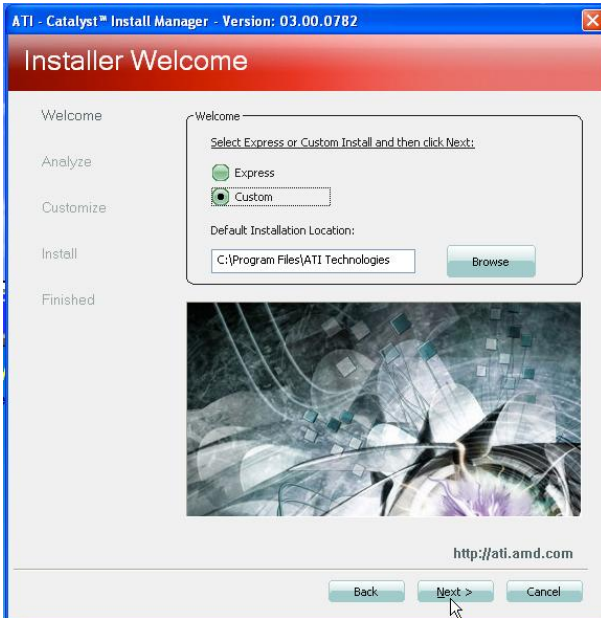 ATI - Catalyst™ Install Manager - Version: 03.00.0782
Installer Welcome
Welcome
Analyze
Customize
Install
Finished
Welcome
Select Express or Custom Install and then click Next:
Express
Custom
Default Installation Location:
C:\Program Files\ATI Technologies
Browse
http://ati.amd.com
Back
Next >
Cancel